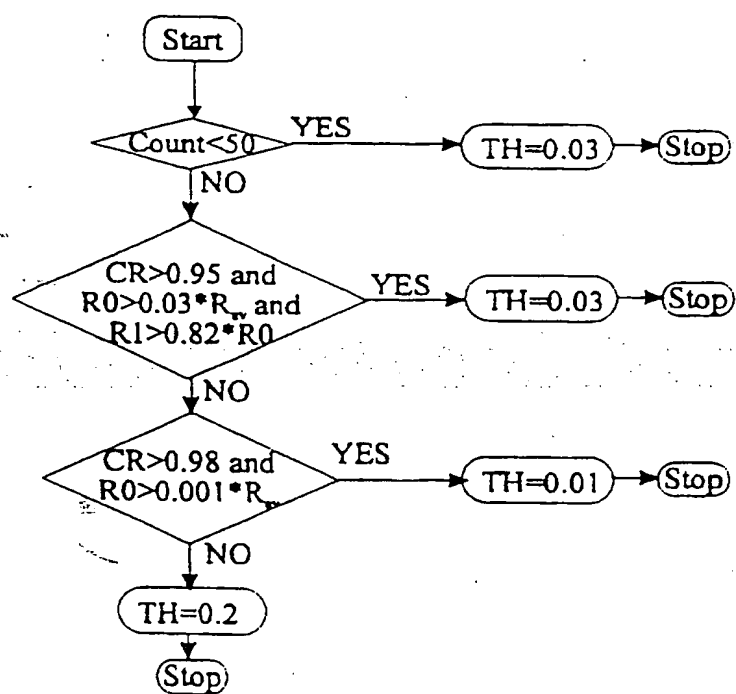 Start
Count<50
YES
TH=0.03
Stop
NO
CR>0.95 and
R0>0.03*R_av and
R1>0.82*R0
YES
TH=0.03
Stop
NO
CR>0.98 and
R0>0.001*R_av
YES
TH=0.01
Stop
NO
TH=0.2
Stop